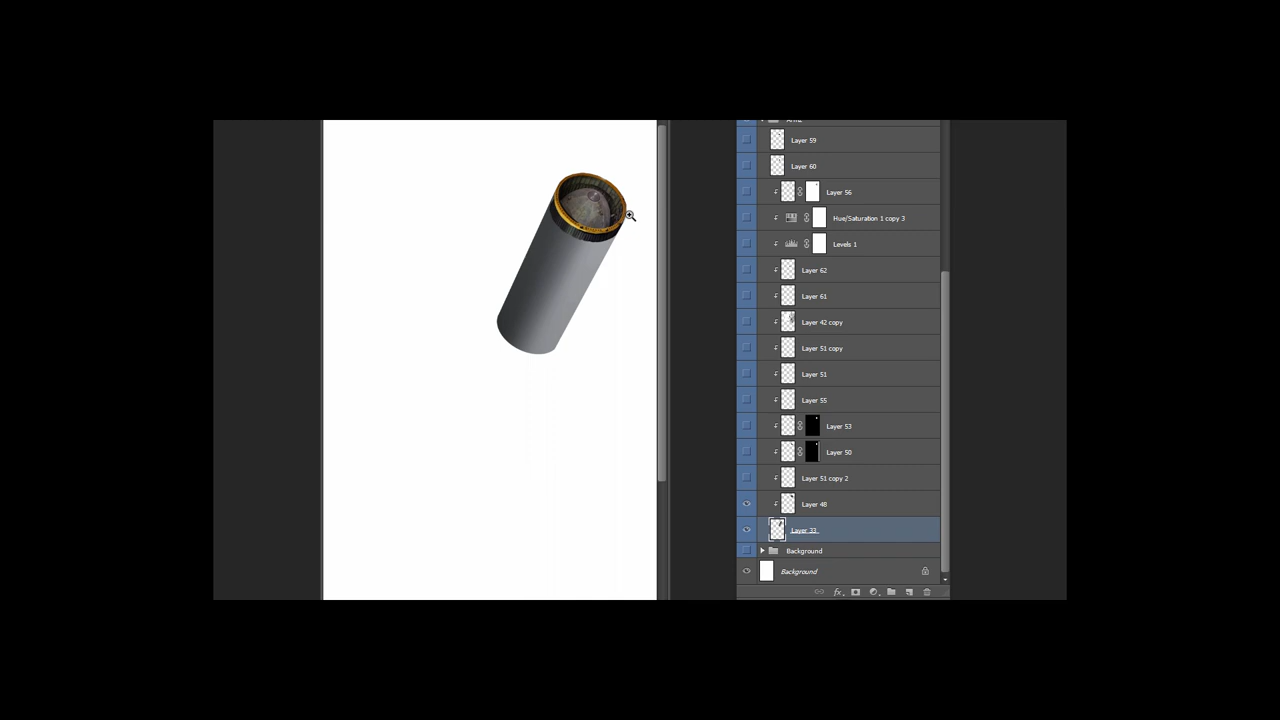 Layer 59
Layer 60
Layer 56
Hue/Saturation 1 copy 3
Levels 1
Layer 62
Layer 61
Layer 42 copy
Layer 51 copy
Layer 51
Layer 55
Layer 53
Layer 50
Layer 51 copy 2
Layer 48
Layer 33
Background
Background
fx